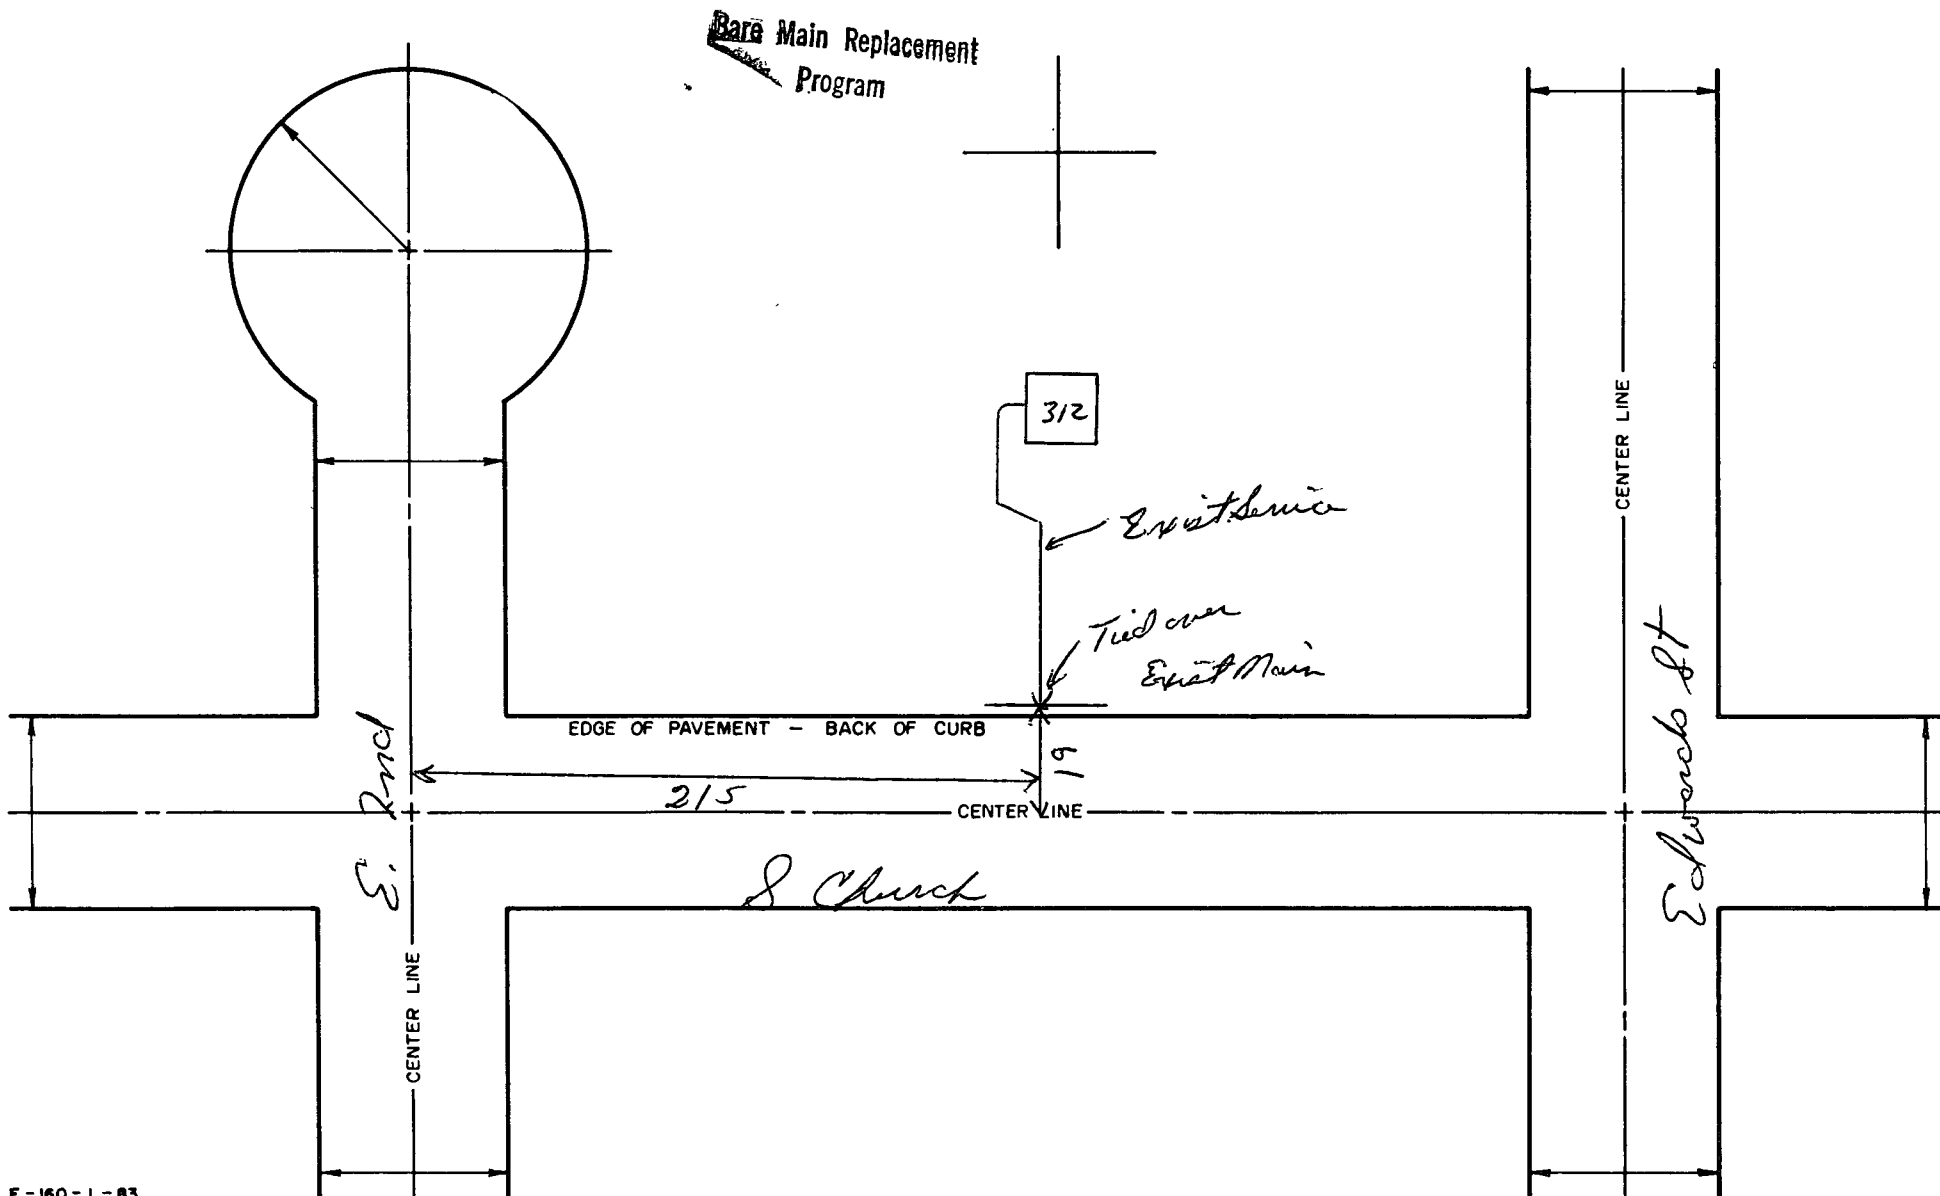 Bare Main Replacement
Program
312
CENTER LINE
Exist Service
Tied over
Exist Main
EDGE OF PAVEMENT – BACK OF CURB
19
215
CENTER LINE
E. 2nd
Edwards St
S Church
CENTER LINE
F-160-1-83